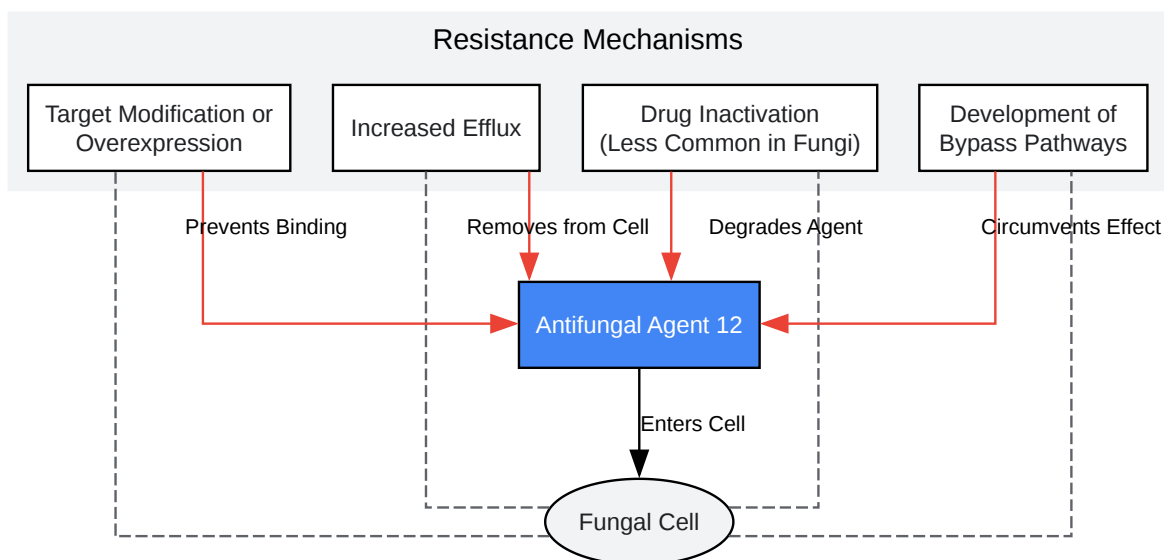 Resistance Mechanisms
Target Modification or
Overexpression
Increased Efflux
Drug Inactivation
(Less Common in Fungi)
Development of
Bypass Pathways
Prevents Binding
Removes from Cell
Degrades Agent
Circumvents Effect
Antifungal Agent 12
Enters Cell
Fungal Cell